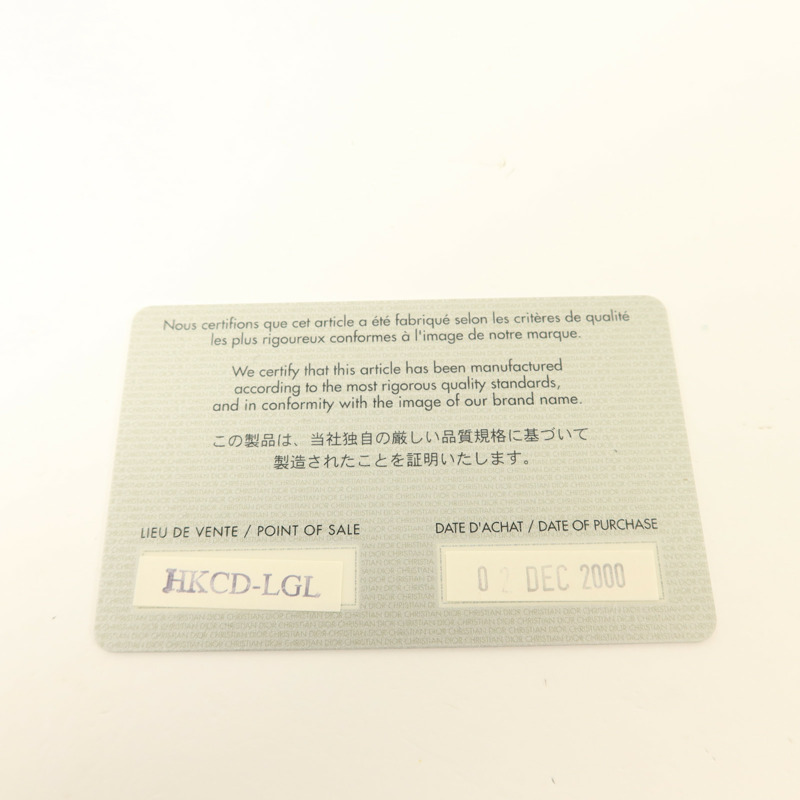 Nous certifions que cet article a été fabriqué selon les critères de qualité
les plus rigoureux conformes à l'image de notre marque.
We certify that this article has been manufactured
according to the most rigorous quality standards,
and in conformity with the image of our brand name.
この製品は、当社独自の厳しい品質規格に基づいて
製造されたことを証明いたします。
LIEU DE VENTE / POINT OF SALE
DATE D'ACHAT / DATE OF PURCHASE
HKCD-LGL
02 DEC 2000